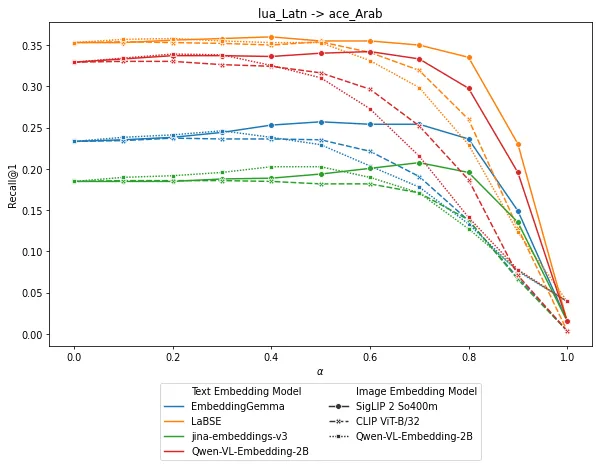 lua_Latn -> ace_Arab
Recall@1
0.35
0.30
0.25
0.20
0.15
0.10
0.05
0.00
0.0 0.2 0.4 0.6 0.8 1.0
α
Text Embedding Model
EmbeddingGemma
LaBSE
jina-embeddings-v3
Qwen-VL-Embedding-2B
Image Embedding Model
SigLIP 2 So400m
CLIP ViT-B/32
Qwen-VL-Embedding-2B